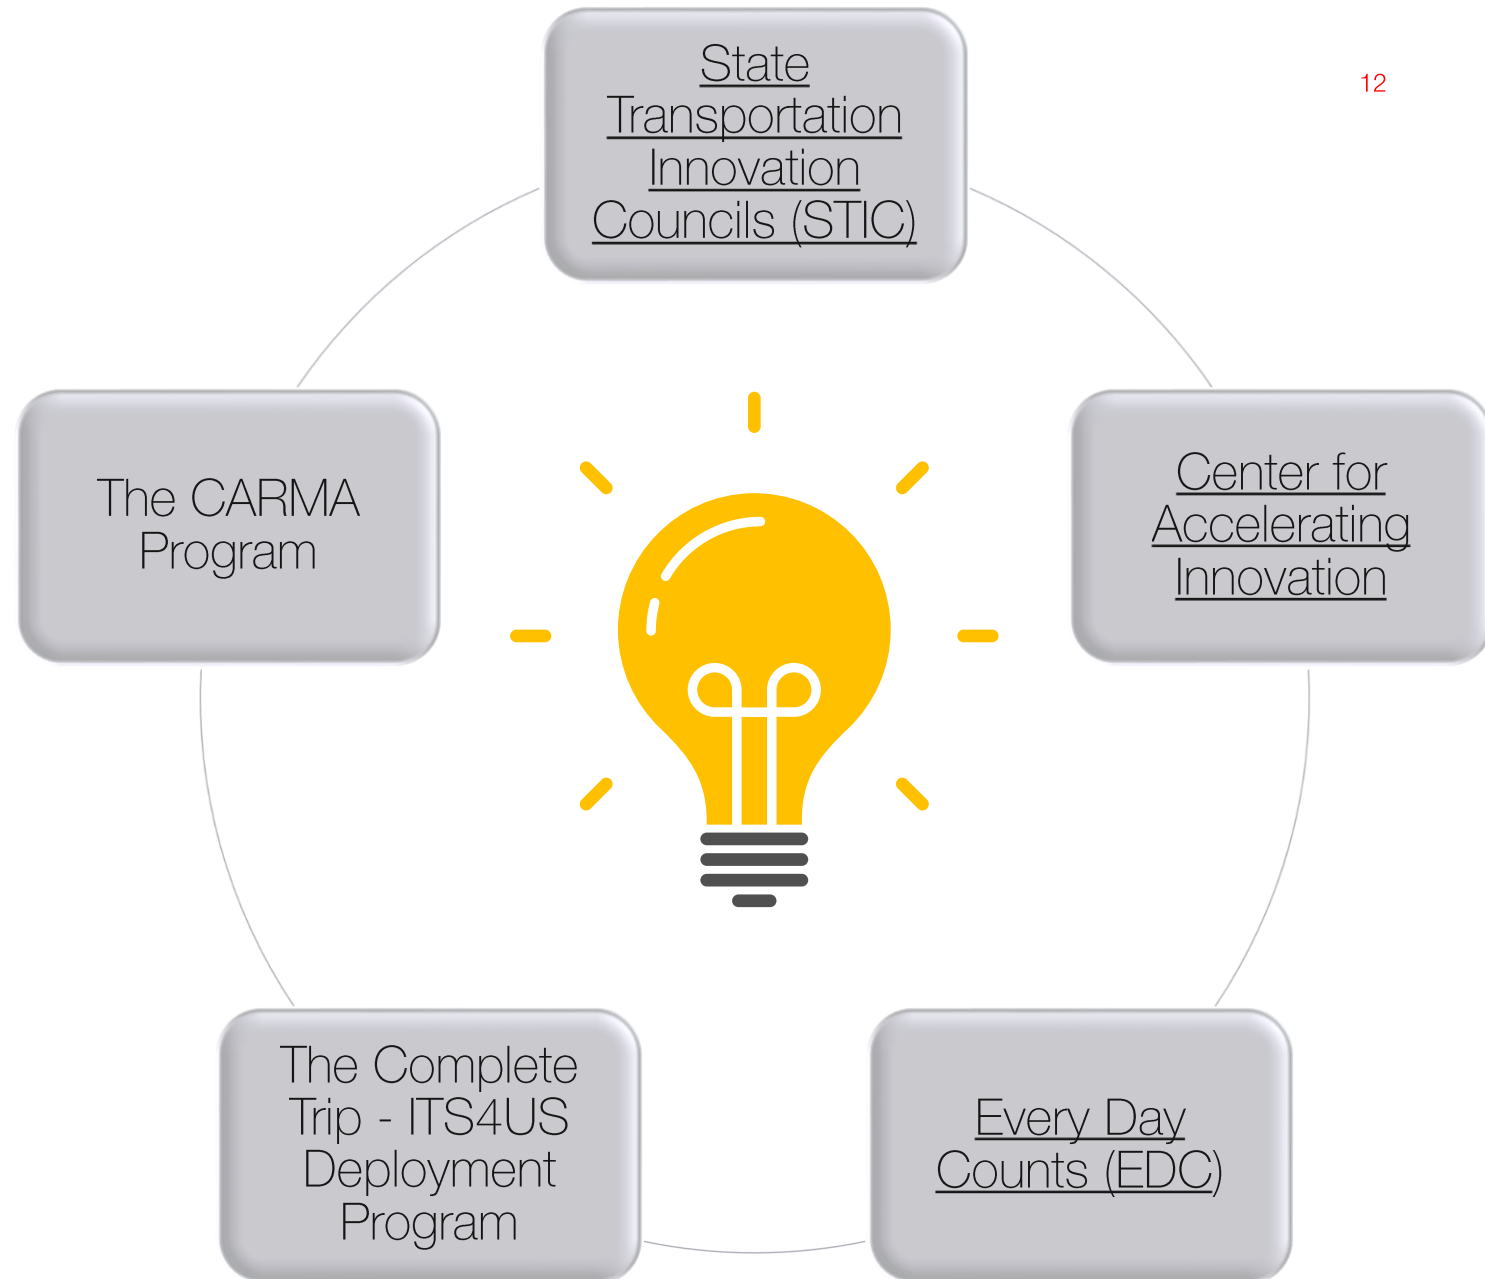 State
Transportation
Innovation
Councils (STIC)
12
Center for
Accelerating
Innovation
Every Day
Counts (EDC)
The Complete
Trip - ITS4US
Deployment
Program
The CARMA
Program